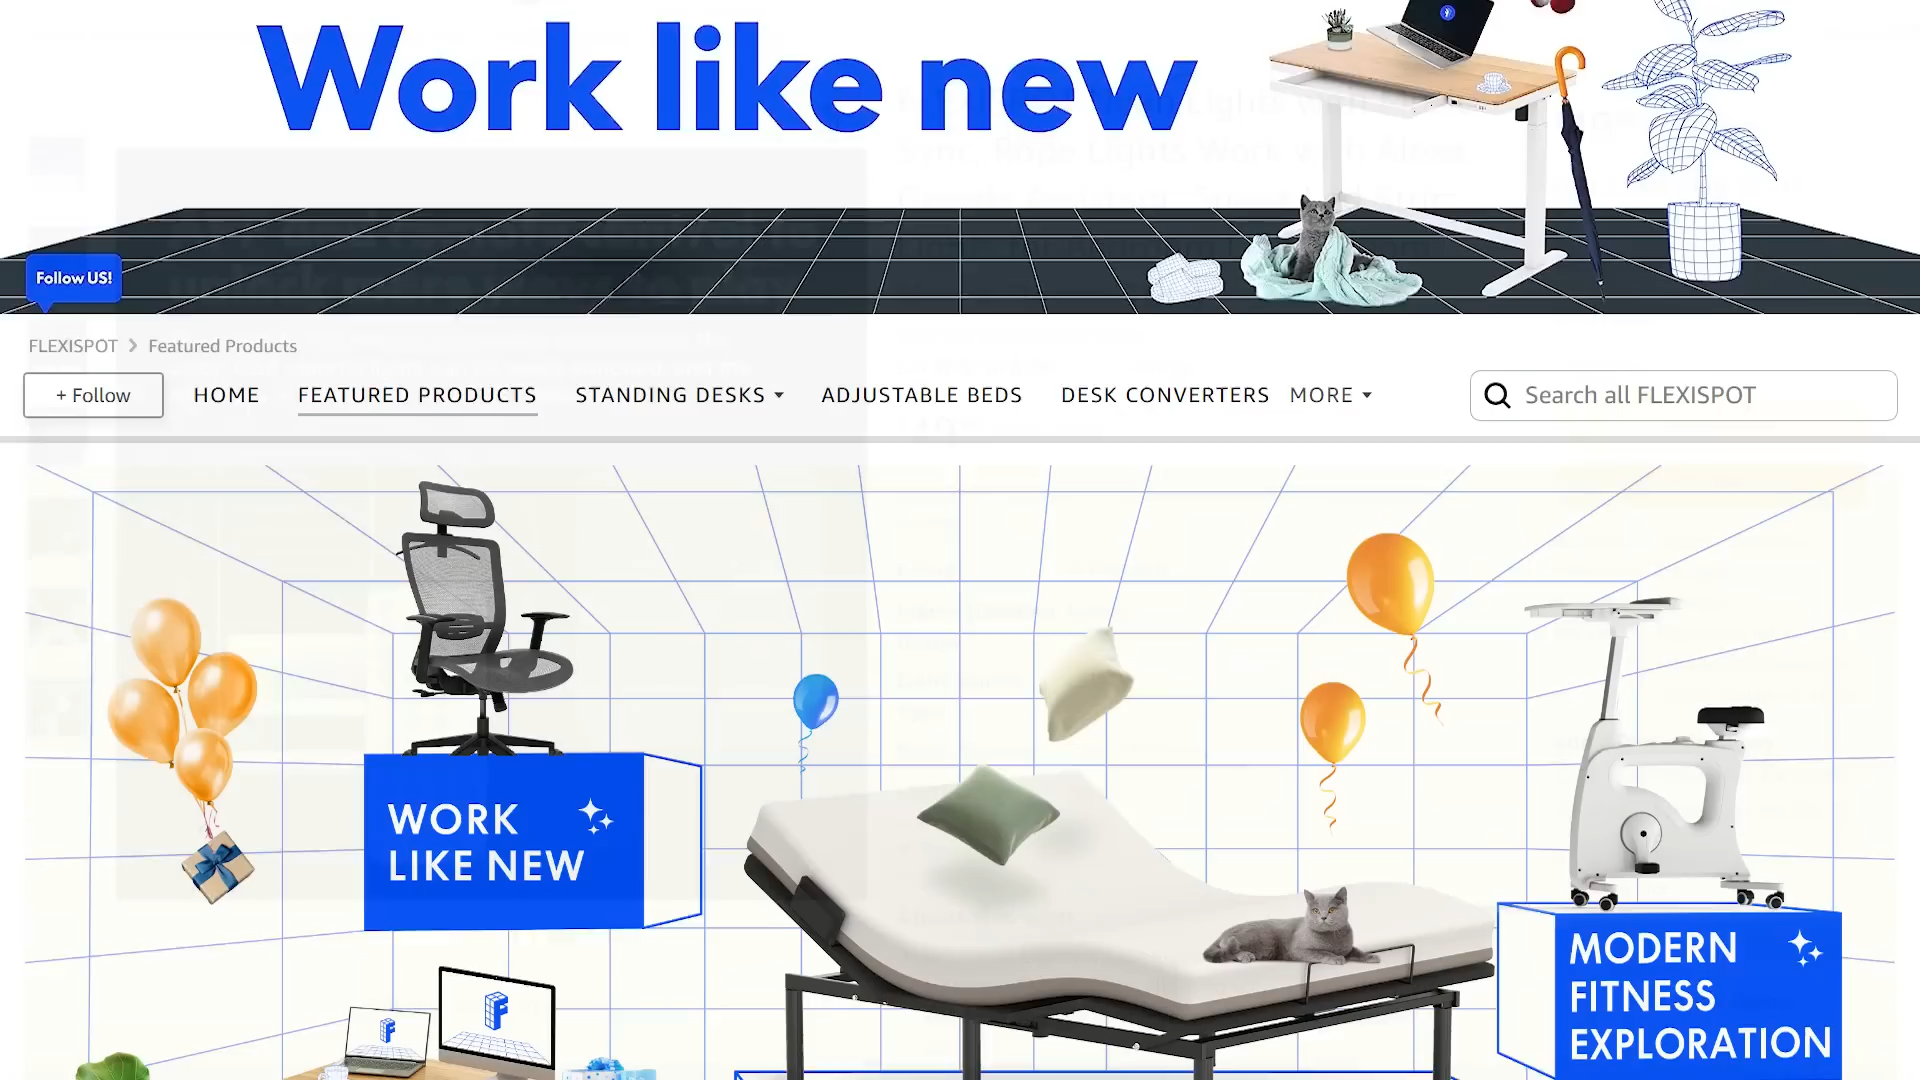 Work like new
Follow US!
FLEXISPOT > Featured Products
+ Follow
HOME
FEATURED PRODUCTS
STANDING DESKS
ADJUSTABLE BEDS
DESK CONVERTERS
MORE
Search all FLEXISPOT
WORK
LIKE NEW
MODERN
FITNESS
EXPLORATION